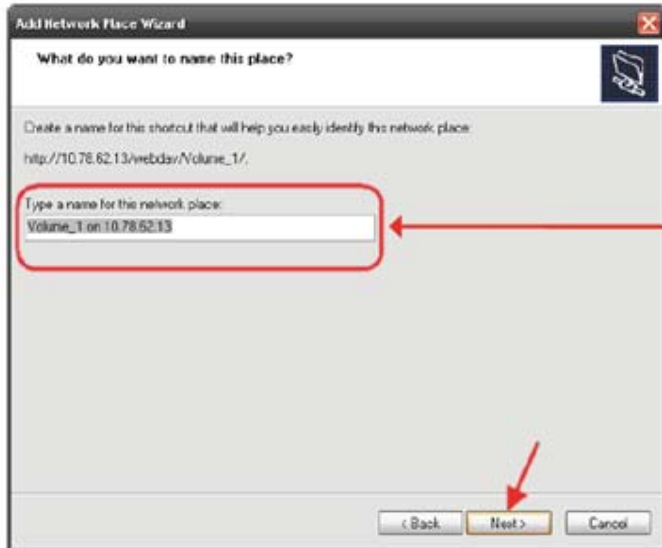 Add Network Place Wizard
What do you want to name this place?
Create a name for this shortcut that will help you easily identify this network place:
http://10.78.62.13/webdav/Volume_1/.
Type a name for this network place:
Volume_1 on 10.78.62.13
< Back
Next >
Cancel